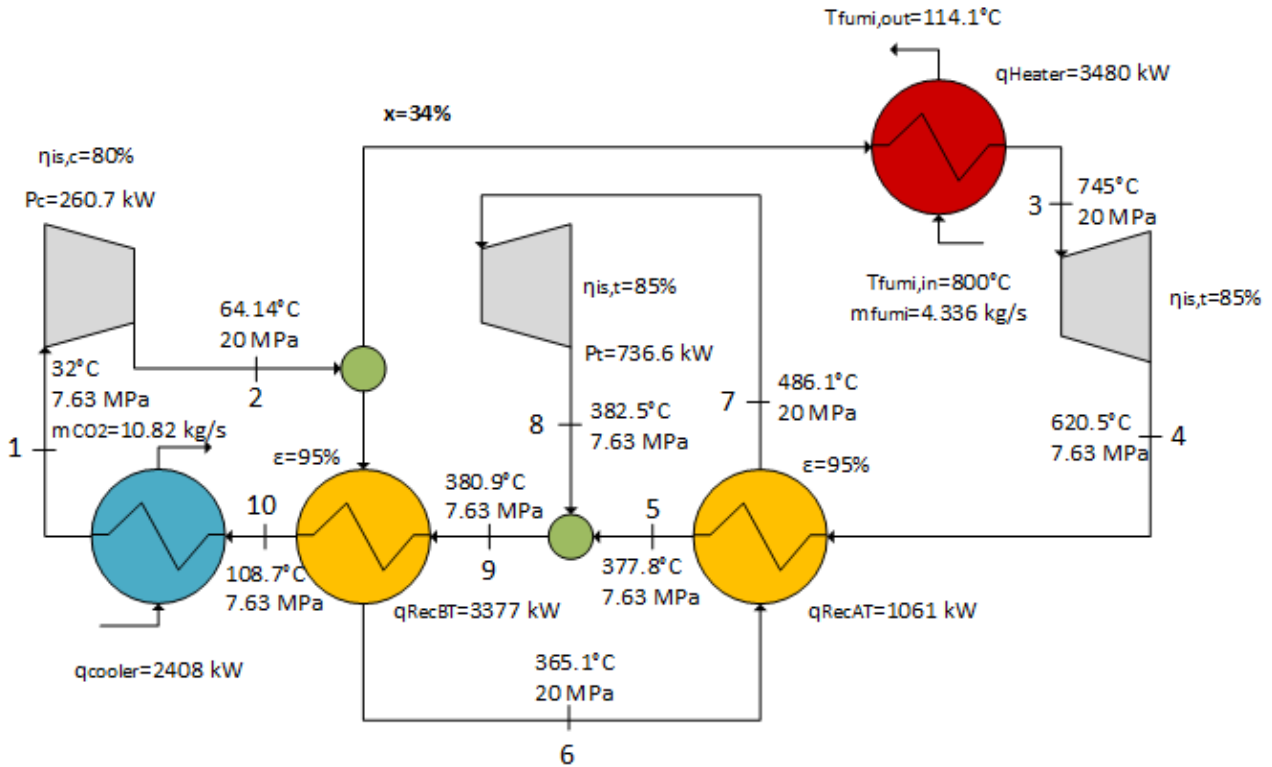 Tfumi,out=114.1°C
qHeater=3480 kW
x=34%
ηis,c=80%
Pc=260.7 kW
745°C
20 MPa
3
Tfumi,in=800°C
mfumi=4.336 kg/s
ηis,t=85%
ηis,t=85%
Pt=736.6 kW
64.14°C
20 MPa
2
32°C
7.63 MPa
mCO2=10.82 kg/s
1
7
486.1°C
20 MPa
8
382.5°C
7.63 MPa
620.5°C
7.63 MPa
4
ε=95%
ε=95%
380.9°C
7.63 MPa
10
9
5
108.7°C
7.63 MPa
377.8°C
7.63 MPa
qRecBT=3377 kW
qRecAT=1061 kW
qcooler=2408 kW
365.1°C
20 MPa
6